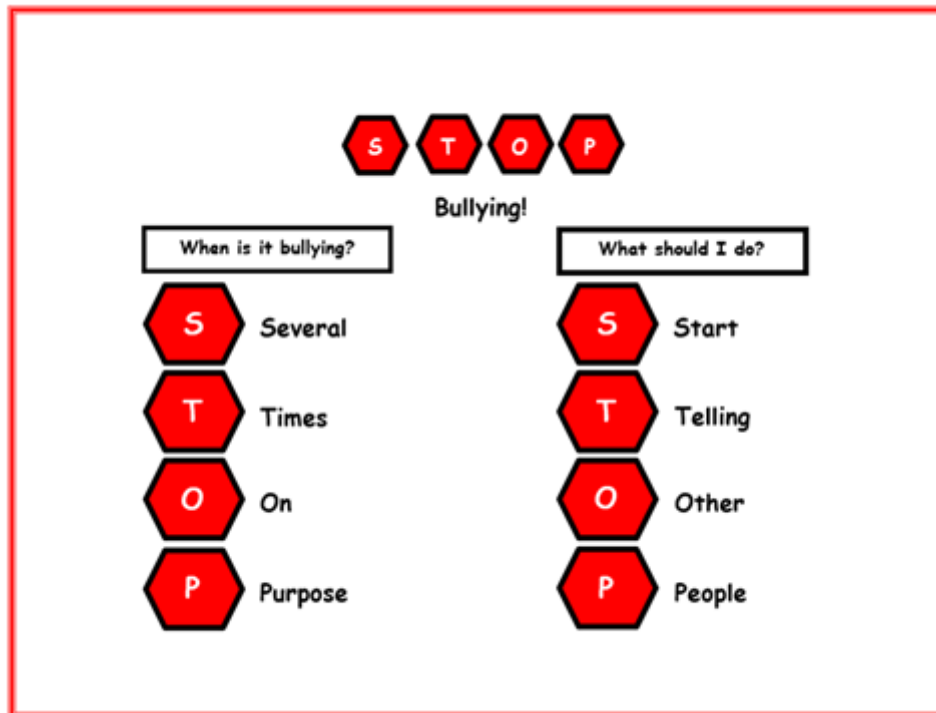 S T O P
Bullying!
When is it bullying?
S Several
T Times
O On
P Purpose
What should I do?
S Start
T Telling
O Other
P People